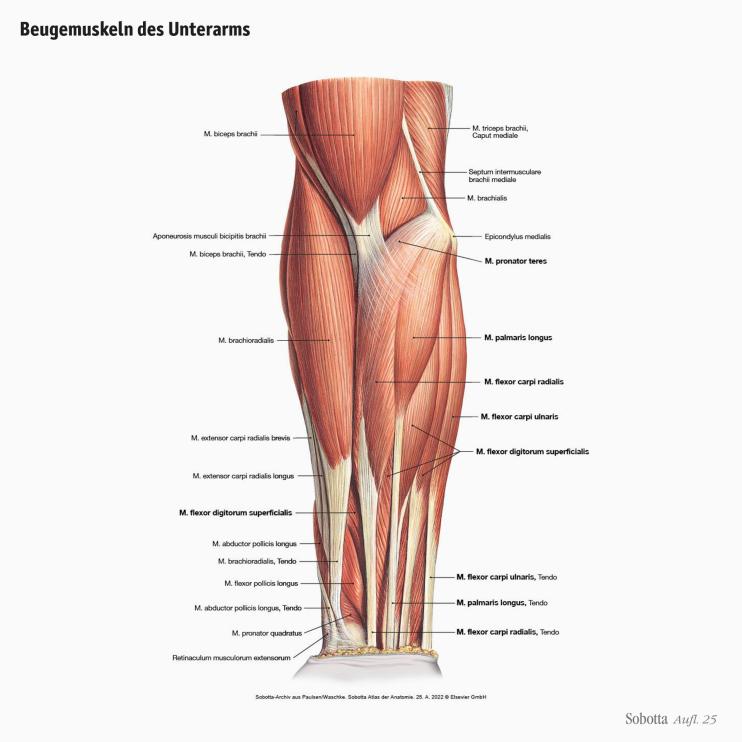 Beugemuskeln des Unterarms
M. biceps brachii
M. triceps brachii,
Caput mediale
Septum intermusculare
brachii mediale
M. brachialis
Aponeurosis musculi bicipitis brachii
Epicondylus medialis
M. biceps brachii, Tendo
M. pronator teres
M. brachioradialis
M. palmaris longus
M. flexor carpi radialis
M. flexor carpi ulnaris
M. extensor carpi radialis brevis
M. flexor digitorum superficialis
M. extensor carpi radialis longus
M. flexor digitorum superficialis
M. abductor pollicis longus
M. brachioradialis, Tendo
M. flexor carpi ulnaris, Tendo
M. flexor pollicis longus
M. palmaris longus, Tendo
M. abductor pollicis longus, Tendo
M. pronator quadratus
M. flexor carpi radialis, Tendo
Retinaculum musculorum extensorum
Sobotta-Archiv aus Paulsen/Waschke. Sobotta Atlas der Anatomie. 25. A. 2022 © Elsevier GmbH
Sobotta Aufl. 25